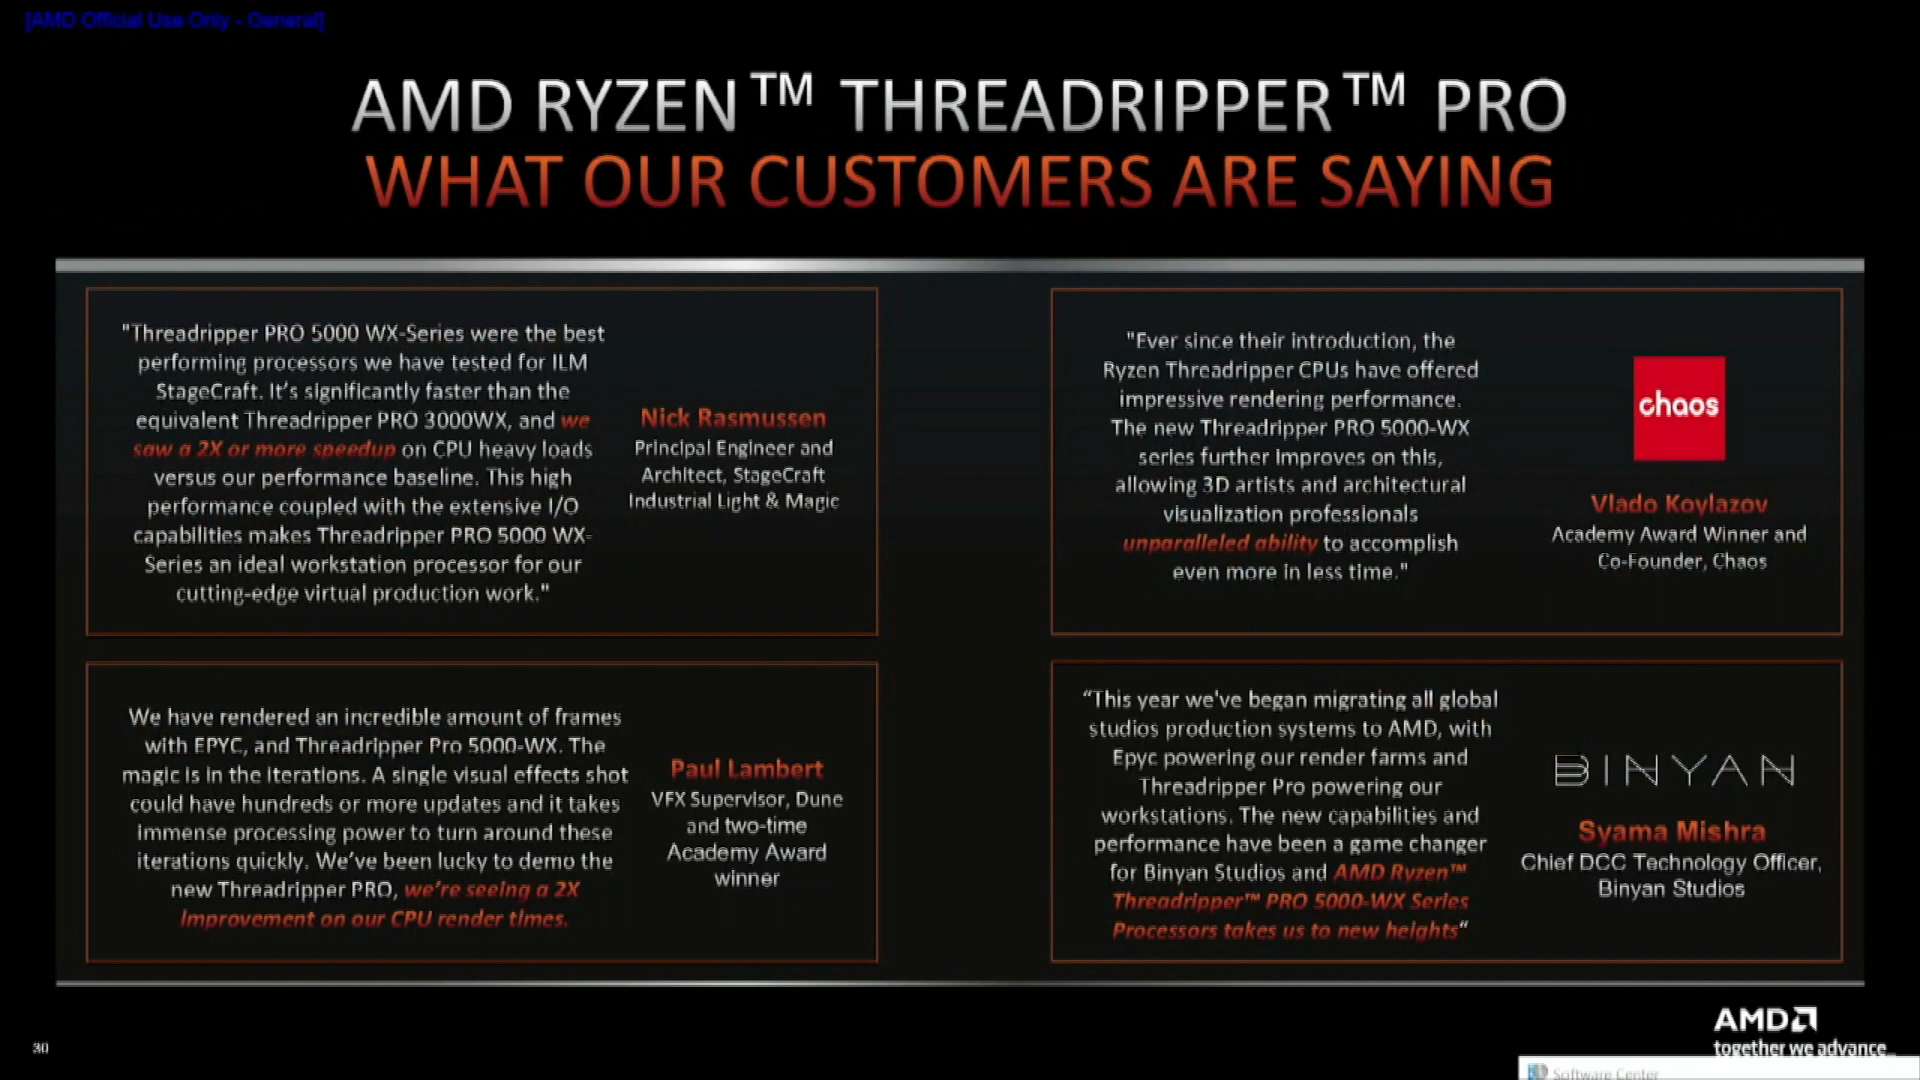 [AMD Official Use Only - General]
AMD RYZEN™ THREADRIPPER™ PRO
WHAT OUR CUSTOMERS ARE SAYING
"Threadripper PRO 5000 WX-Series were the best
performing processors we have tested for ILM
StageCraft. It's significantly faster than the
equivalent Threadripper PRO 3000WX, and we
saw a 2X or more speedup on CPU heavy loads
versus our performance baseline. This high
performance coupled with the extensive I/O
capabilities makes Threadripper PRO 5000 WX-
Series an ideal workstation processor for our
cutting-edge virtual production work."
Nick Rasmussen
Principal Engineer and
Architect, StageCraft
Industrial Light & Magic
"Ever since their introduction, the
Ryzen Threadripper CPUs have offered
impressive rendering performance.
The new Threadripper PRO 5000-WX
series further improves on this,
allowing 3D artists and architectural
visualization professionals
unparalleled ability to accomplish
even more in less time."
chaos
Vlado Koylazov
Academy Award Winner and
Co-Founder, Chaos
We have rendered an incredible amount of frames
with EPYC, and Threadripper Pro 5000-WX. The
magic is in the iterations. A single visual effects shot
could have hundreds or more updates and it takes
immense processing power to turn around these
iterations quickly. We've been lucky to demo the
new Threadripper PRO, we're seeing a 2X
improvement on our CPU render times.
Paul Lambert
VFX Supervisor, Dune
and two-time
Academy Award
winner
“This year we've began migrating all global
studios production systems to AMD, with
Epyc powering our render farms and
Threadripper Pro powering our
workstations. The new capabilities and
performance have been a game changer
for Binyan Studios and AMD Ryzen™
Threadripper™ PRO 5000-WX Series
Processors takes us to new heights“
BINYAN
Syama Mishra
Chief DCC Technology Officer,
Binyan Studios
30
AMD
together we advance_
Software Center